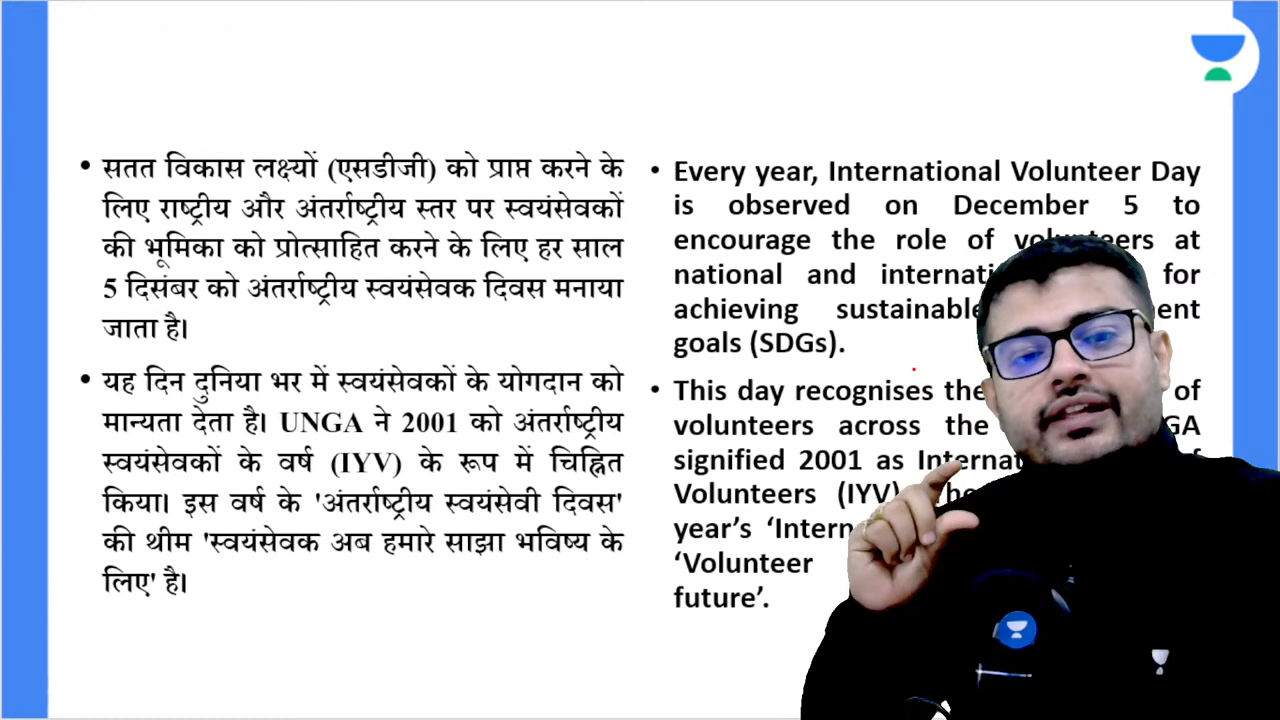 • सतत विकास लक्ष्यों (एसडीजी) को प्राप्त करने के
लिए राष्ट्रीय और अंतर्राष्ट्रीय स्तर पर स्वयंसेवकों
की भूमिका को प्रोत्साहित करने के लिए हर साल
5 दिसंबर को अंतर्राष्ट्रीय स्वयंसेवक दिवस मनाया
जाता है।
• यह दिन दुनिया भर में स्वयंसेवकों के योगदान को
मान्यता देता है। UNGA ने 2001 को अंतर्राष्ट्रीय
स्वयंसेवकों के वर्ष (IYV) के रूप में चिह्नित
किया। इस वर्ष के 'अंतर्राष्ट्रीय स्वयंसेवी दिवस'
की थीम 'स्वयंसेवक अब हमारे साझा भविष्य के
लिए' है।
• Every year, International Volunteer Day
is observed on December 5 to
encourage the role of volunteers at
national and for
achieving sustainable
goals (SDGs).
• This day recognises the of
volunteers across the
signified 2001 as
Volunteers (IYV)
year's
'Volunteer
future'.